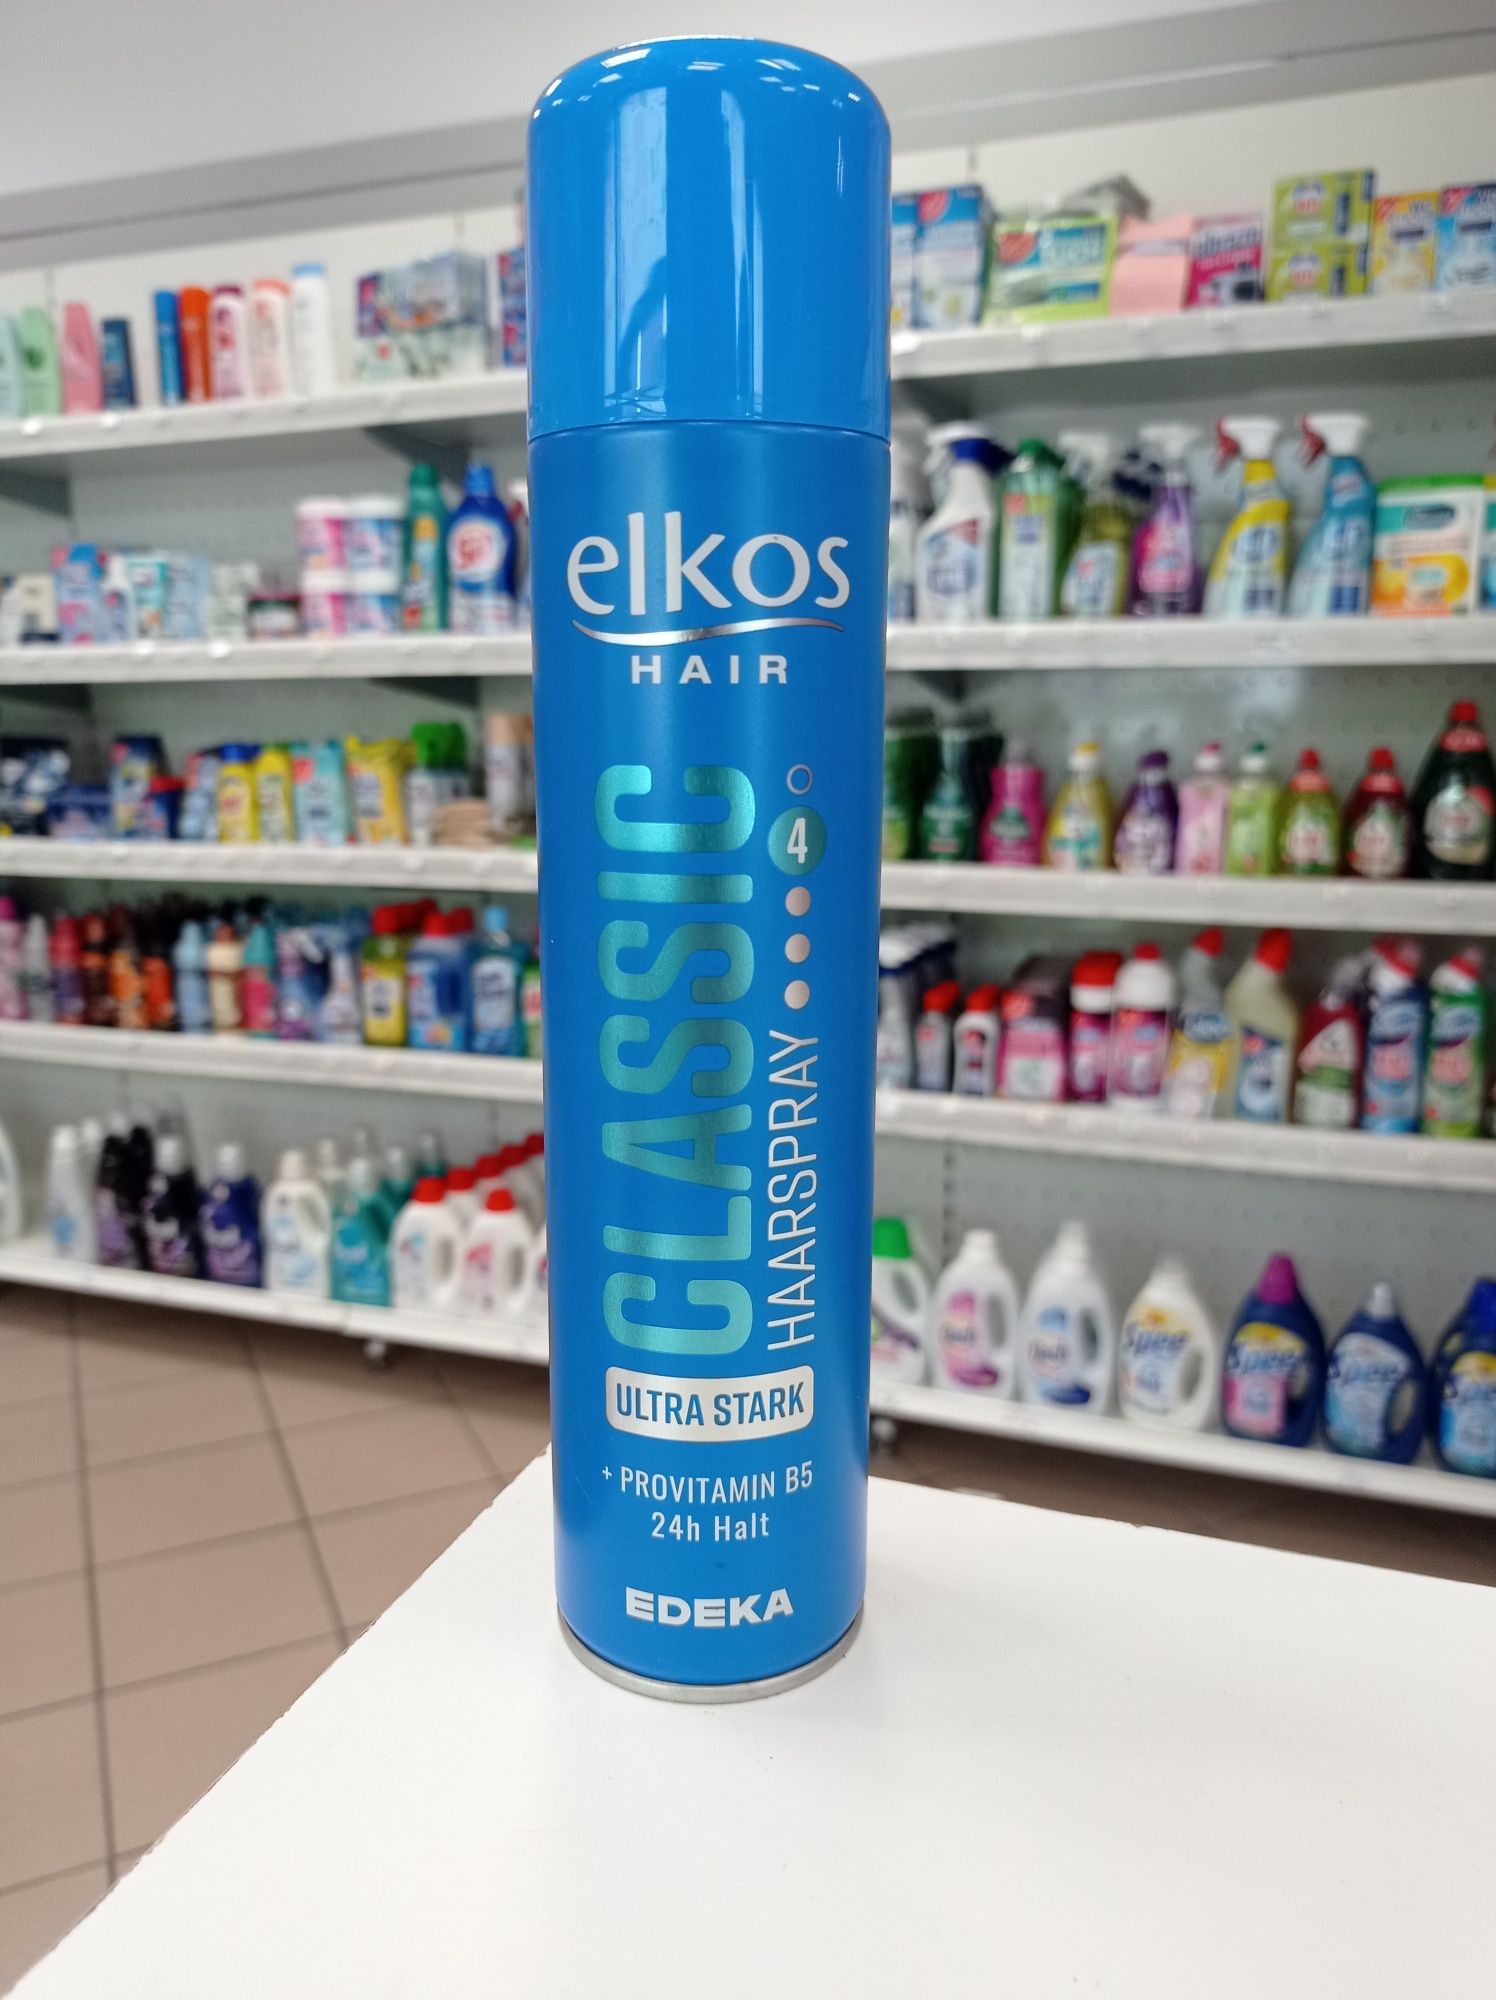 elkos
HAIR
CLASSIC
HAARSPRAY
4
ULTRA STARK
+ PROVITAMIN B5
24h Halt
EDEKA